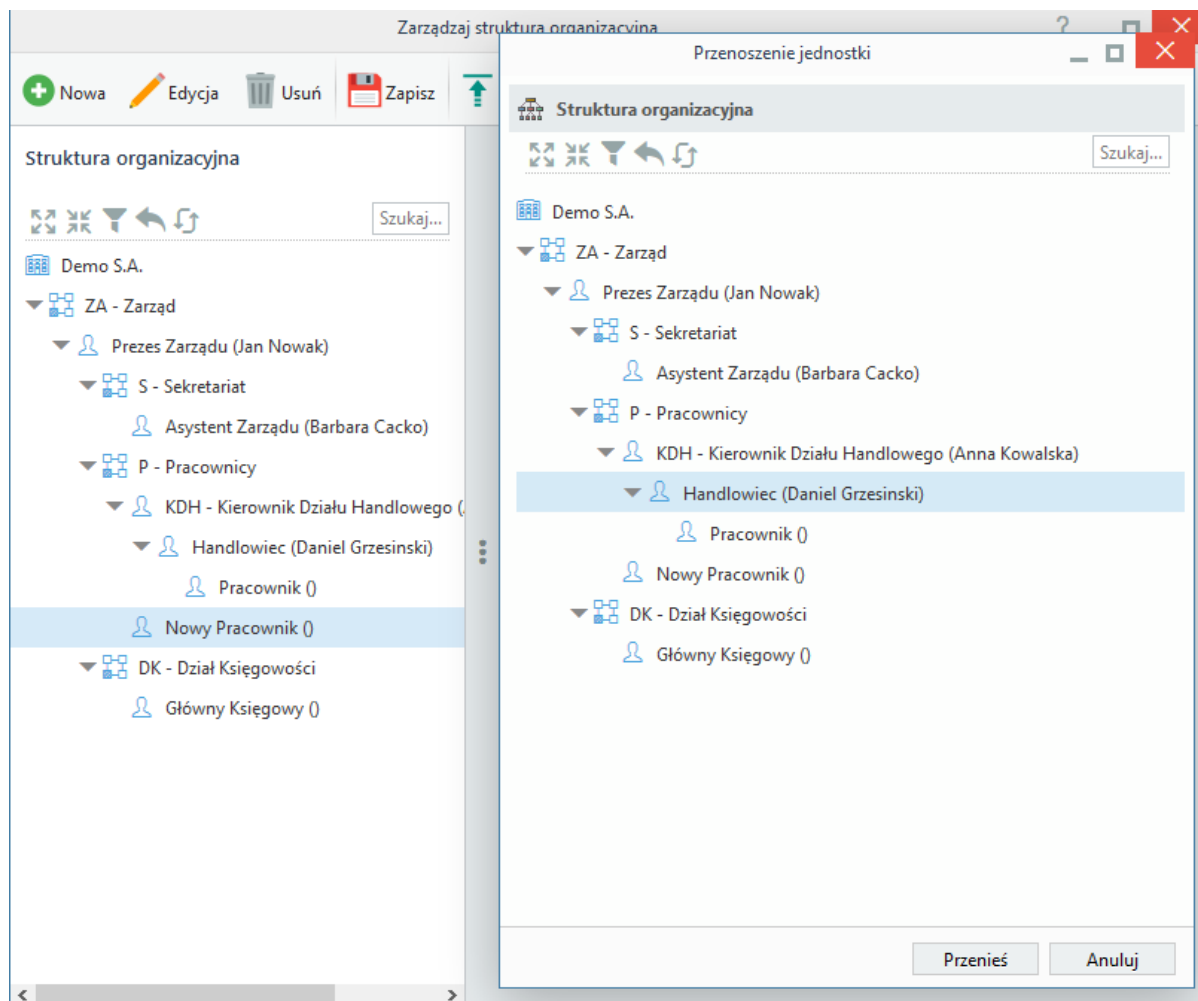 Zarządzaj struktura organizacyjna
?
Nowa Edycja Usuń Zapisz
Struktura organizacyjna
Szukaj...
Demo S.A.
ZA - Zarząd
Prezes Zarządu (Jan Nowak)
S - Sekretariat
Asystent Zarządu (Barbara Cacko)
P - Pracownicy
KDH - Kierownik Działu Handlowego (
Handlowiec (Daniel Grzesinski)
Pracownik ()
Nowy Pracownik ()
DK - Dział Księgowości
Główny Księgowy ()
Przenoszenie jednostki
Struktura organizacyjna
Szukaj...
Demo S.A.
ZA - Zarząd
Prezes Zarządu (Jan Nowak)
S - Sekretariat
Asystent Zarządu (Barbara Cacko)
P - Pracownicy
KDH - Kierownik Działu Handlowego (Anna Kowalska)
Handlowiec (Daniel Grzesinski)
Pracownik ()
Nowy Pracownik ()
DK - Dział Księgowości
Główny Księgowy ()
Przenieś Anuluj